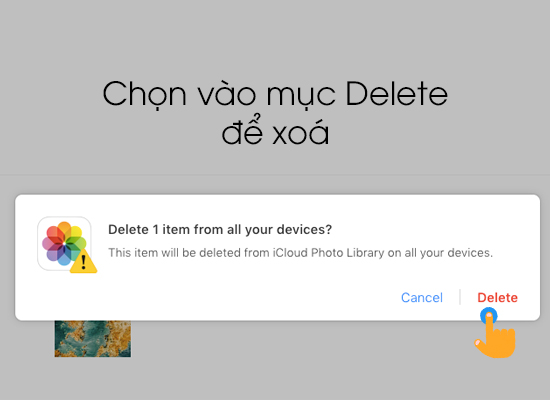 Chọn vào mục Delete
để xoá
Delete 1 item from all your devices?
This item will be deleted from iCloud Photo Library on all your devices.
Cancel
Delete